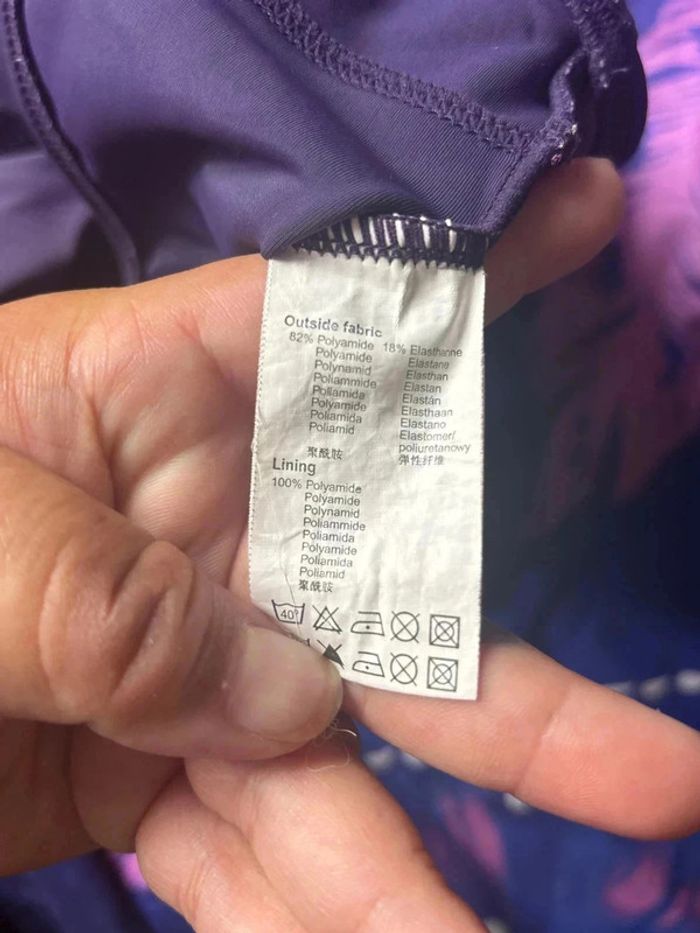 Outside fabric
82% Polyamide 18% Elasthanne
Polyamide Elastane
Polynamid Elasthan
Poliammide Elastan
Poliamida Elastán
Polyamide Elasthaan
Poliamida Elastano
Poliamid Elastomer/
poliuretanowy
聚酰胺 弹性纤维
Lining
100% Polyamide
Polyamide
Polynamid
Poliammide
Poliamida
Polyamide
Poliamida
Poliamid
聚酰胺
40°